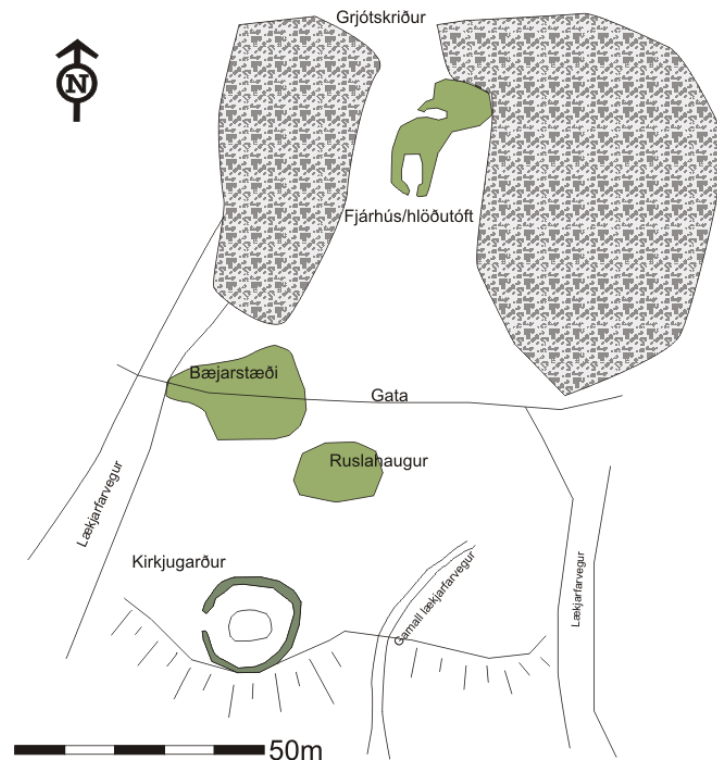 Grjótskriður
N
Fjárhús/hlöðutóft
Bæjarstæði
Gata
Ruslahaugur
Lækjarfarvegur
Kirkjugarður
Gamall lækjarfarvegur
Lækjarfarvegur
50m